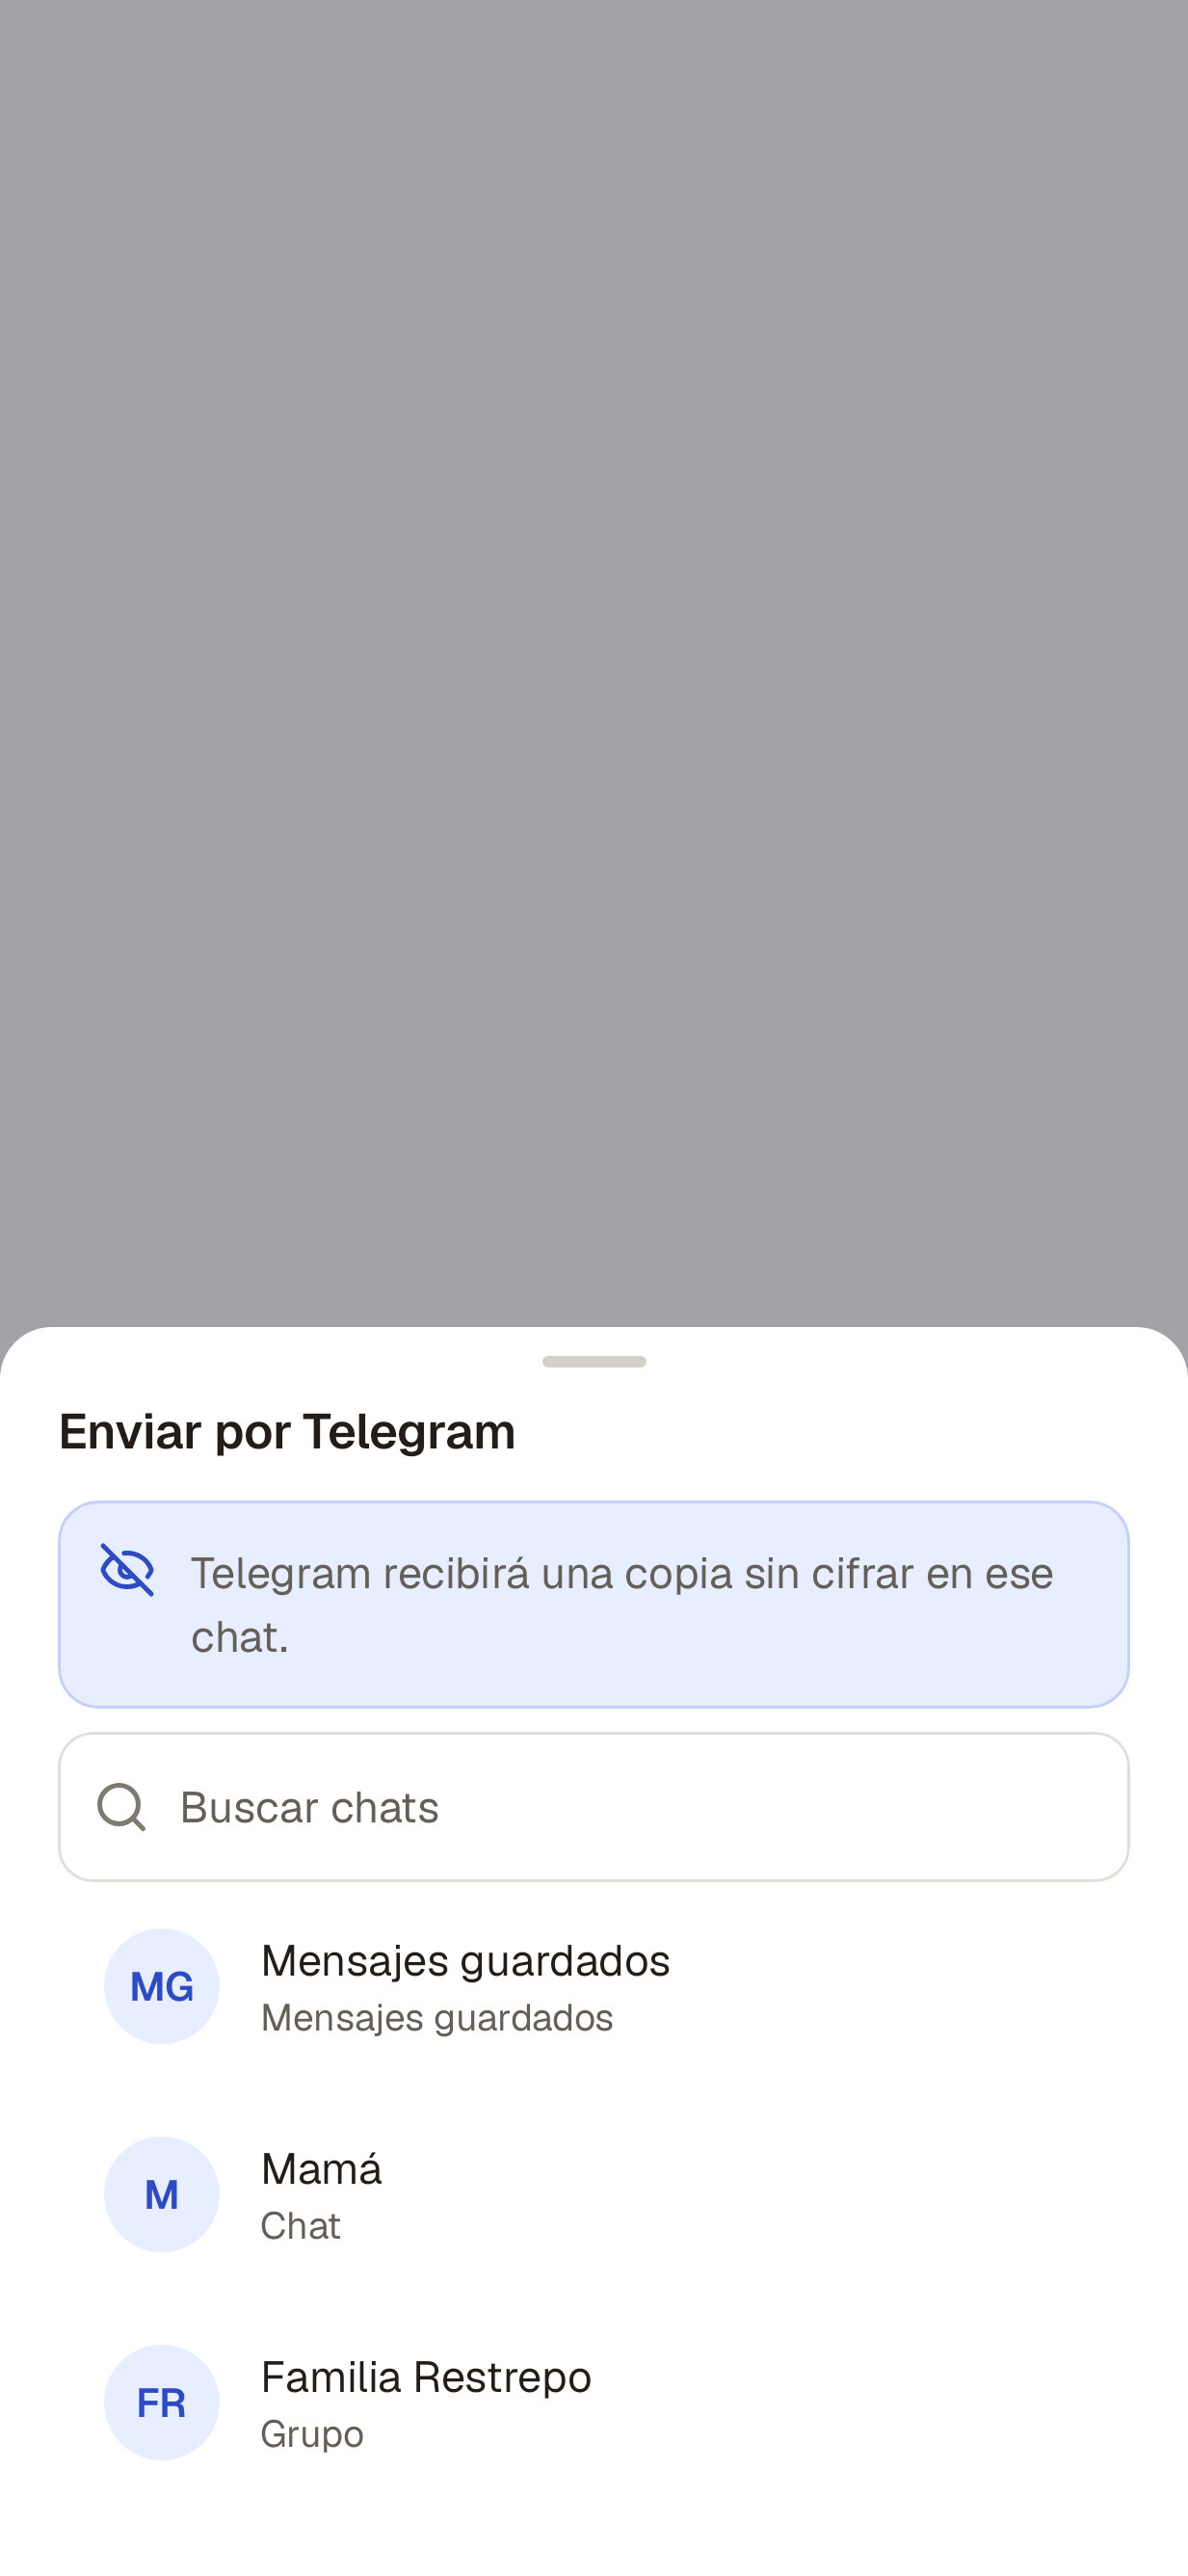 Enviar por Telegram
Telegram recibirá una copia sin cifrar en ese
chat.
Buscar chats
MG
Mensajes guardados
Mensajes guardados
M
Mamá
Chat
FR
Familia Restrepo
Grupo